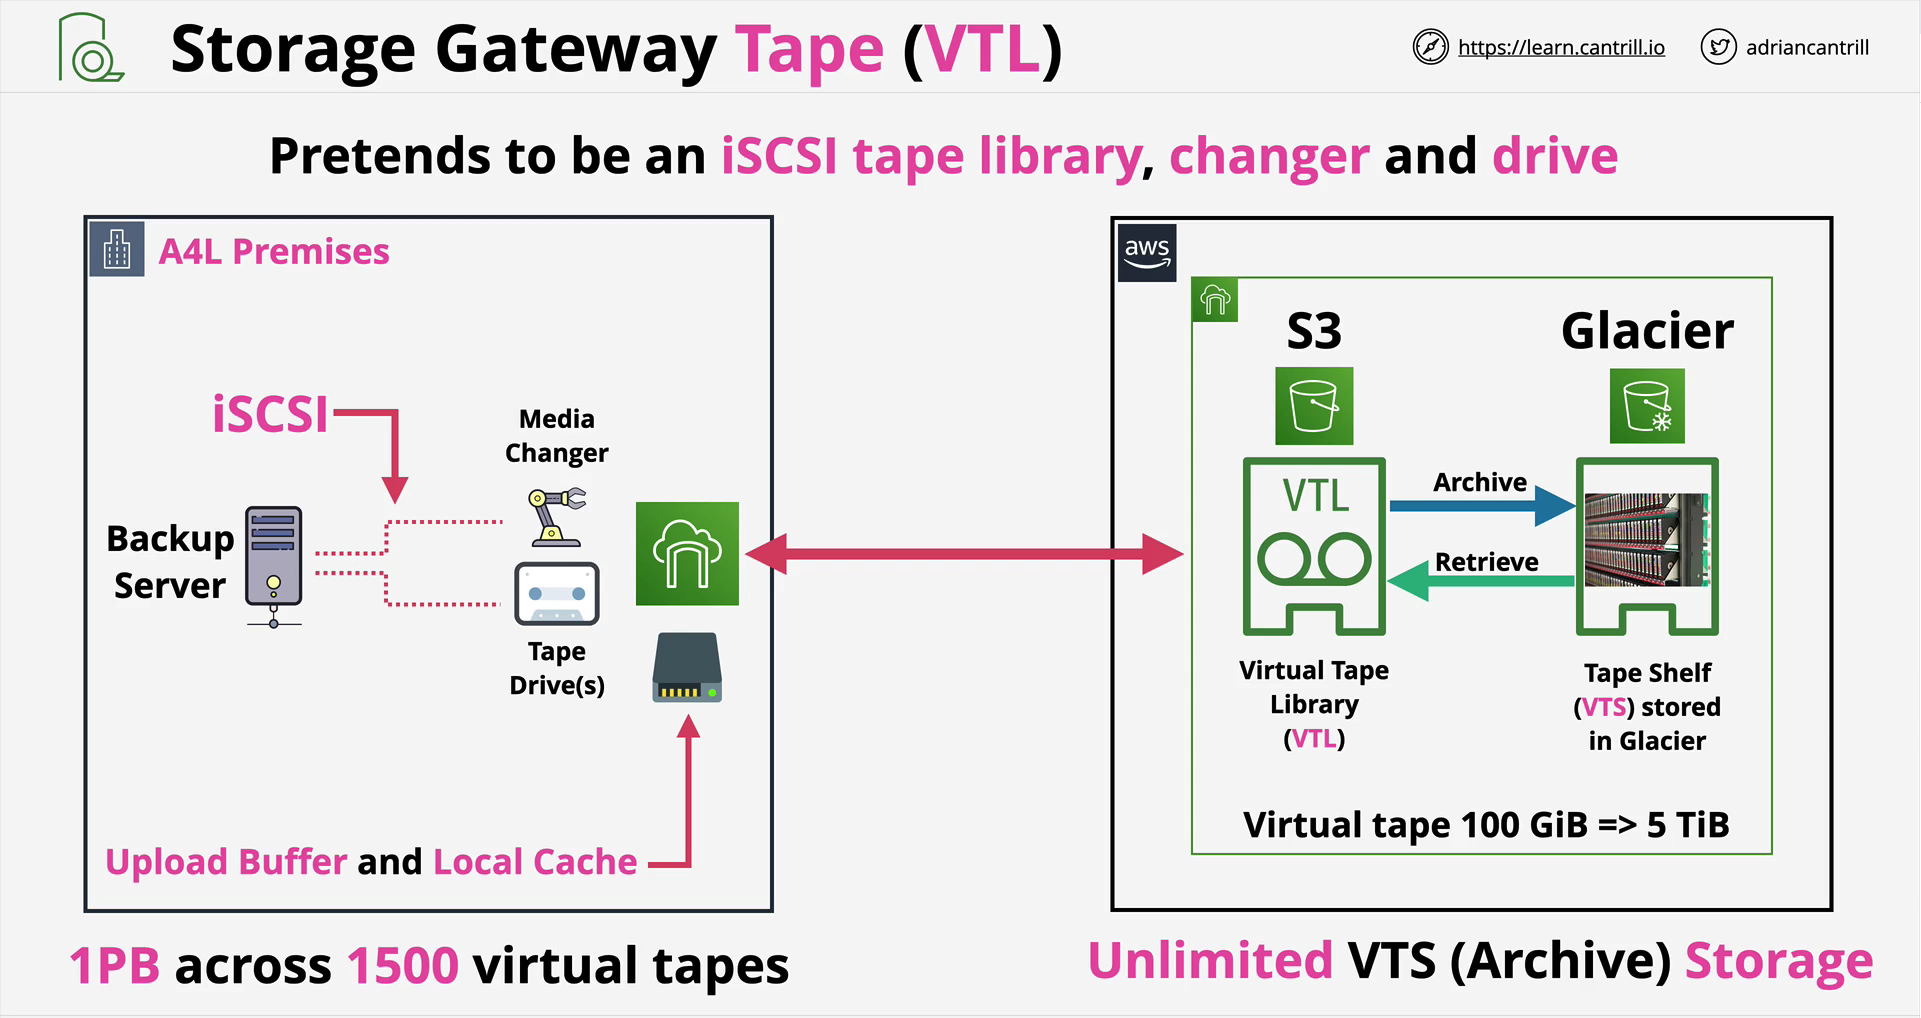 Storage Gateway Tape (VTL)
https://learn.cantrill.io
adriancantrill
Pretends to be an iSCSI tape library, changer and drive
A4L Premises
iSCSI
Media
Changer
Backup
Server
Tape
Drive(s)
Upload Buffer and Local Cache
1PB across 1500 virtual tapes
aws
S3
Glacier
VTL
Archive
Retrieve
Virtual Tape
Library
(VTL)
Tape Shelf
(VTS) stored
in Glacier
Virtual tape 100 GiB => 5 TiB
Unlimited VTS (Archive) Storage